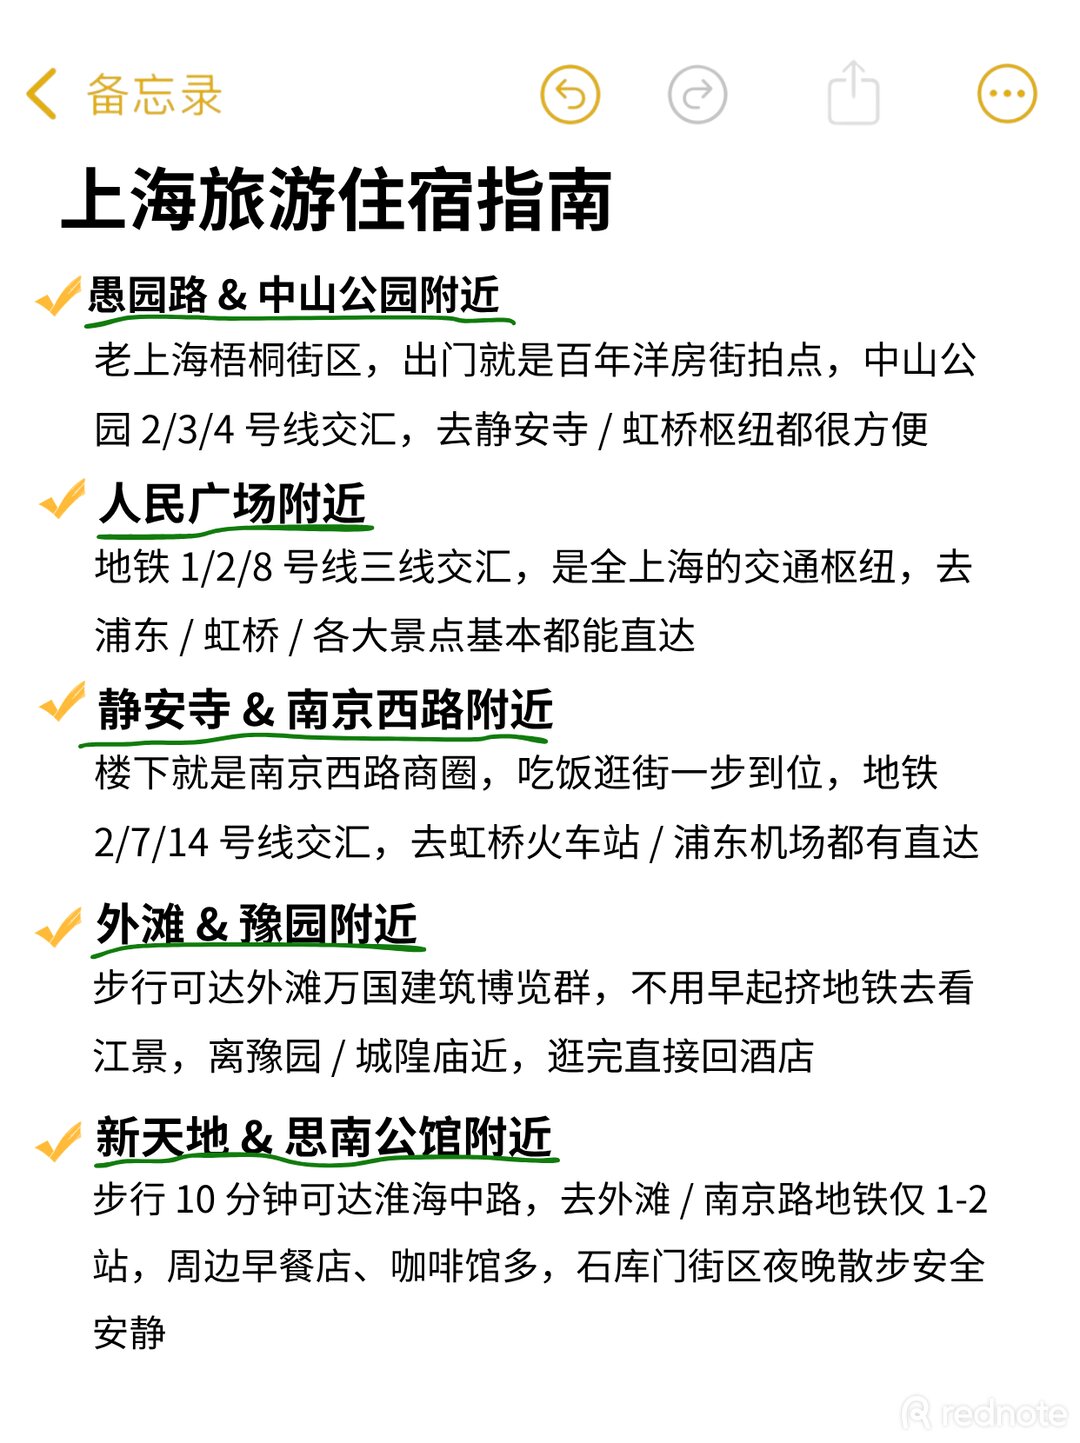 备忘录
上海旅游住宿指南
愚园路 & 中山公园附近
老上海梧桐街区，出门就是百年洋房街拍点，中山公
园 2/3/4 号线交汇，去静安寺 / 虹桥枢纽都很方便
人民广场附近
地铁 1/2/8 号线三线交汇，是全上海的交通枢纽，去
浦东 / 虹桥 / 各大景点基本都能直达
静安寺 & 南京西路附近
楼下就是南京西路商圈，吃饭逛街一步到位，地铁
2/7/14 号线交汇，去虹桥火车站 / 浦东机场都有直达
外滩 & 豫园附近
步行可达外滩万国建筑博览群，不用早起挤地铁去看
江景，离豫园 / 城隍庙近，逛完直接回酒店
新天地 & 思南公馆附近
步行 10 分钟可达淮海中路，去外滩 / 南京路地铁仅 1-2
站，周边早餐店、咖啡馆多，石库门街区夜晚散步安全
安静
rednote